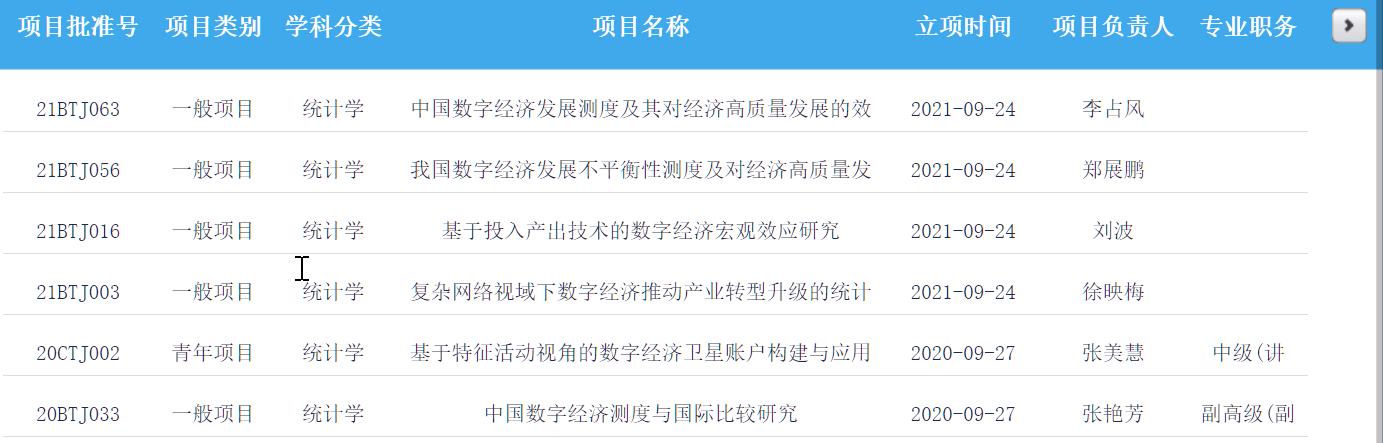 项目批准号 项目类别 学科分类 项目名称 立项时间 项目负责人 专业职务
21BTJ063 一般项目 统计学 中国数字经济发展测度及其对经济高质量发展的效 2021-09-24 李占风
21BTJ056 一般项目 统计学 我国数字经济发展不平衡性测度及对经济高质量发 2021-09-24 郑展鹏
21BTJ016 一般项目 统计学 基于投入产出技术的数字经济宏观效应研究 2021-09-24 刘波
21BTJ003 一般项目 统计学 复杂网络视域下数字经济推动产业转型升级的统计 2021-09-24 徐映梅
20CTJ002 青年项目 统计学 基于特征活动视角的数字经济卫星账户构建与应用 2020-09-27 张美慧 中级(讲
20BTJ033 一般项目 统计学 中国数字经济测度与国际比较研究 2020-09-27 张艳芳 副高级(副